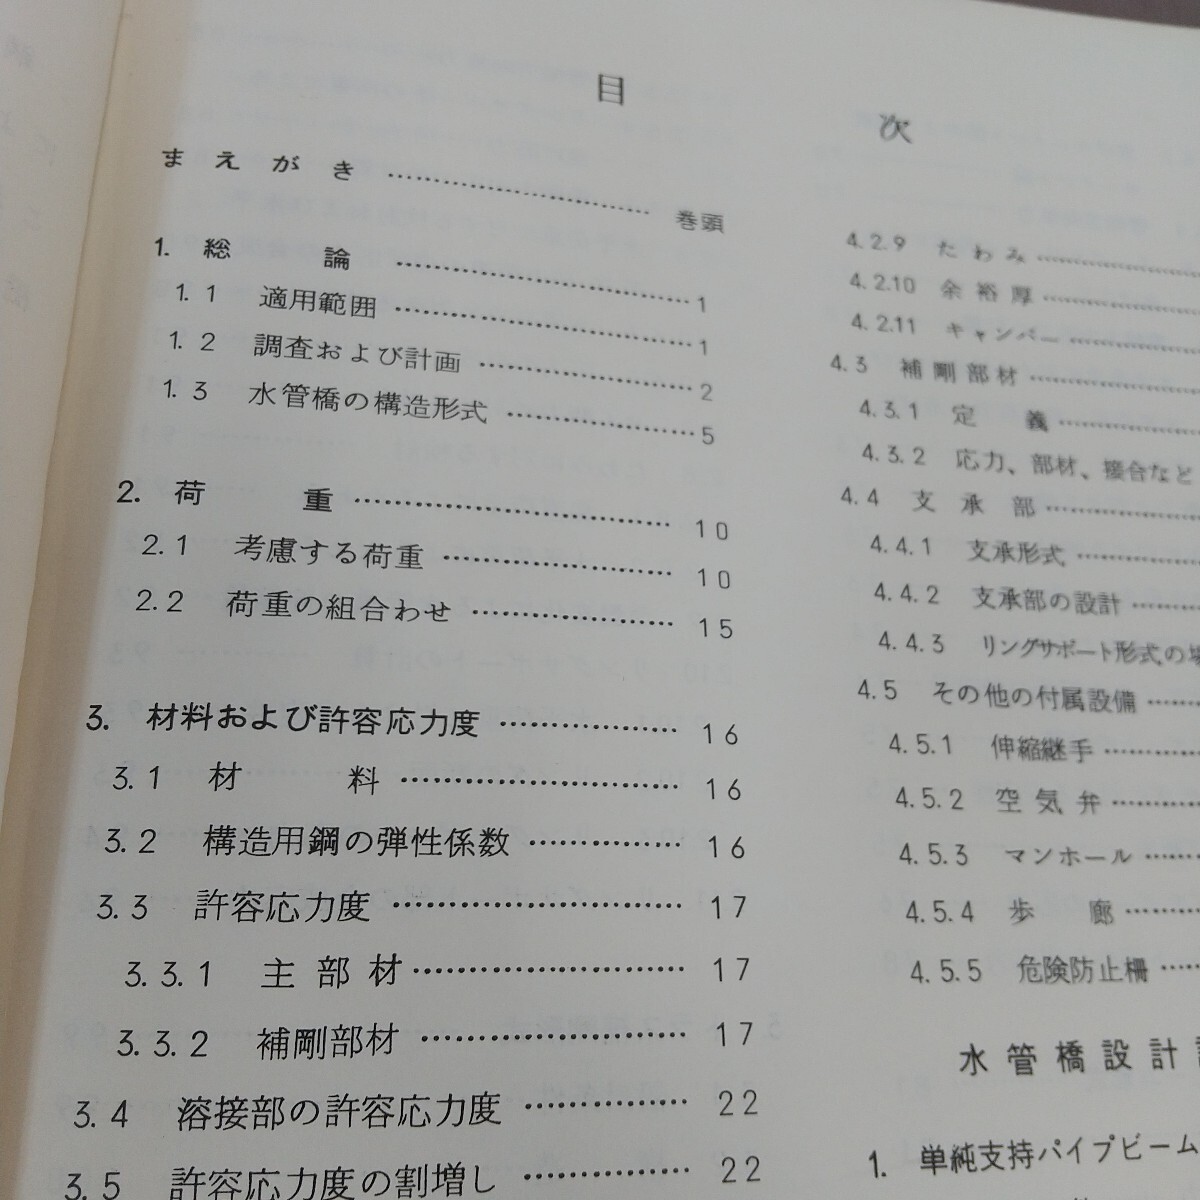 目次
まえがき 巻頭
1. 総論 1
1.1 適用範囲 1
1.2 調査および計画 2
1.3 水管橋の構造形式 5
2. 荷重 10
2.1 考慮する荷重 10
2.2 荷重の組合わせ 15
3. 材料および許容応力度 16
3.1 材料 16
3.2 構造用鋼の弾性係数 16
3.3 許容応力度 17
3.3.1 主部材 17
3.3.2 補剛部材 17
3.4 溶接部の許容応力度 22
3.5 許容応力度の割増し 22
4.2.9 たわみ
4.2.10 余裕厚
4.2.11 キャンバー
4.3 補剛部材
4.3.1 定義
4.3.2 応力、部材、接合など
4.4 支承部
4.4.1 支承形式
4.4.2 支承部の設計
4.4.3 リングサポート形式の
4.5 その他の付属設備
4.5.1 伸縮継手
4.5.2 空気弁
4.5.3 マンホール
4.5.4 歩廊
4.5.5 危険防止柵
水管橋設計
1. 単純支持パイプビーム